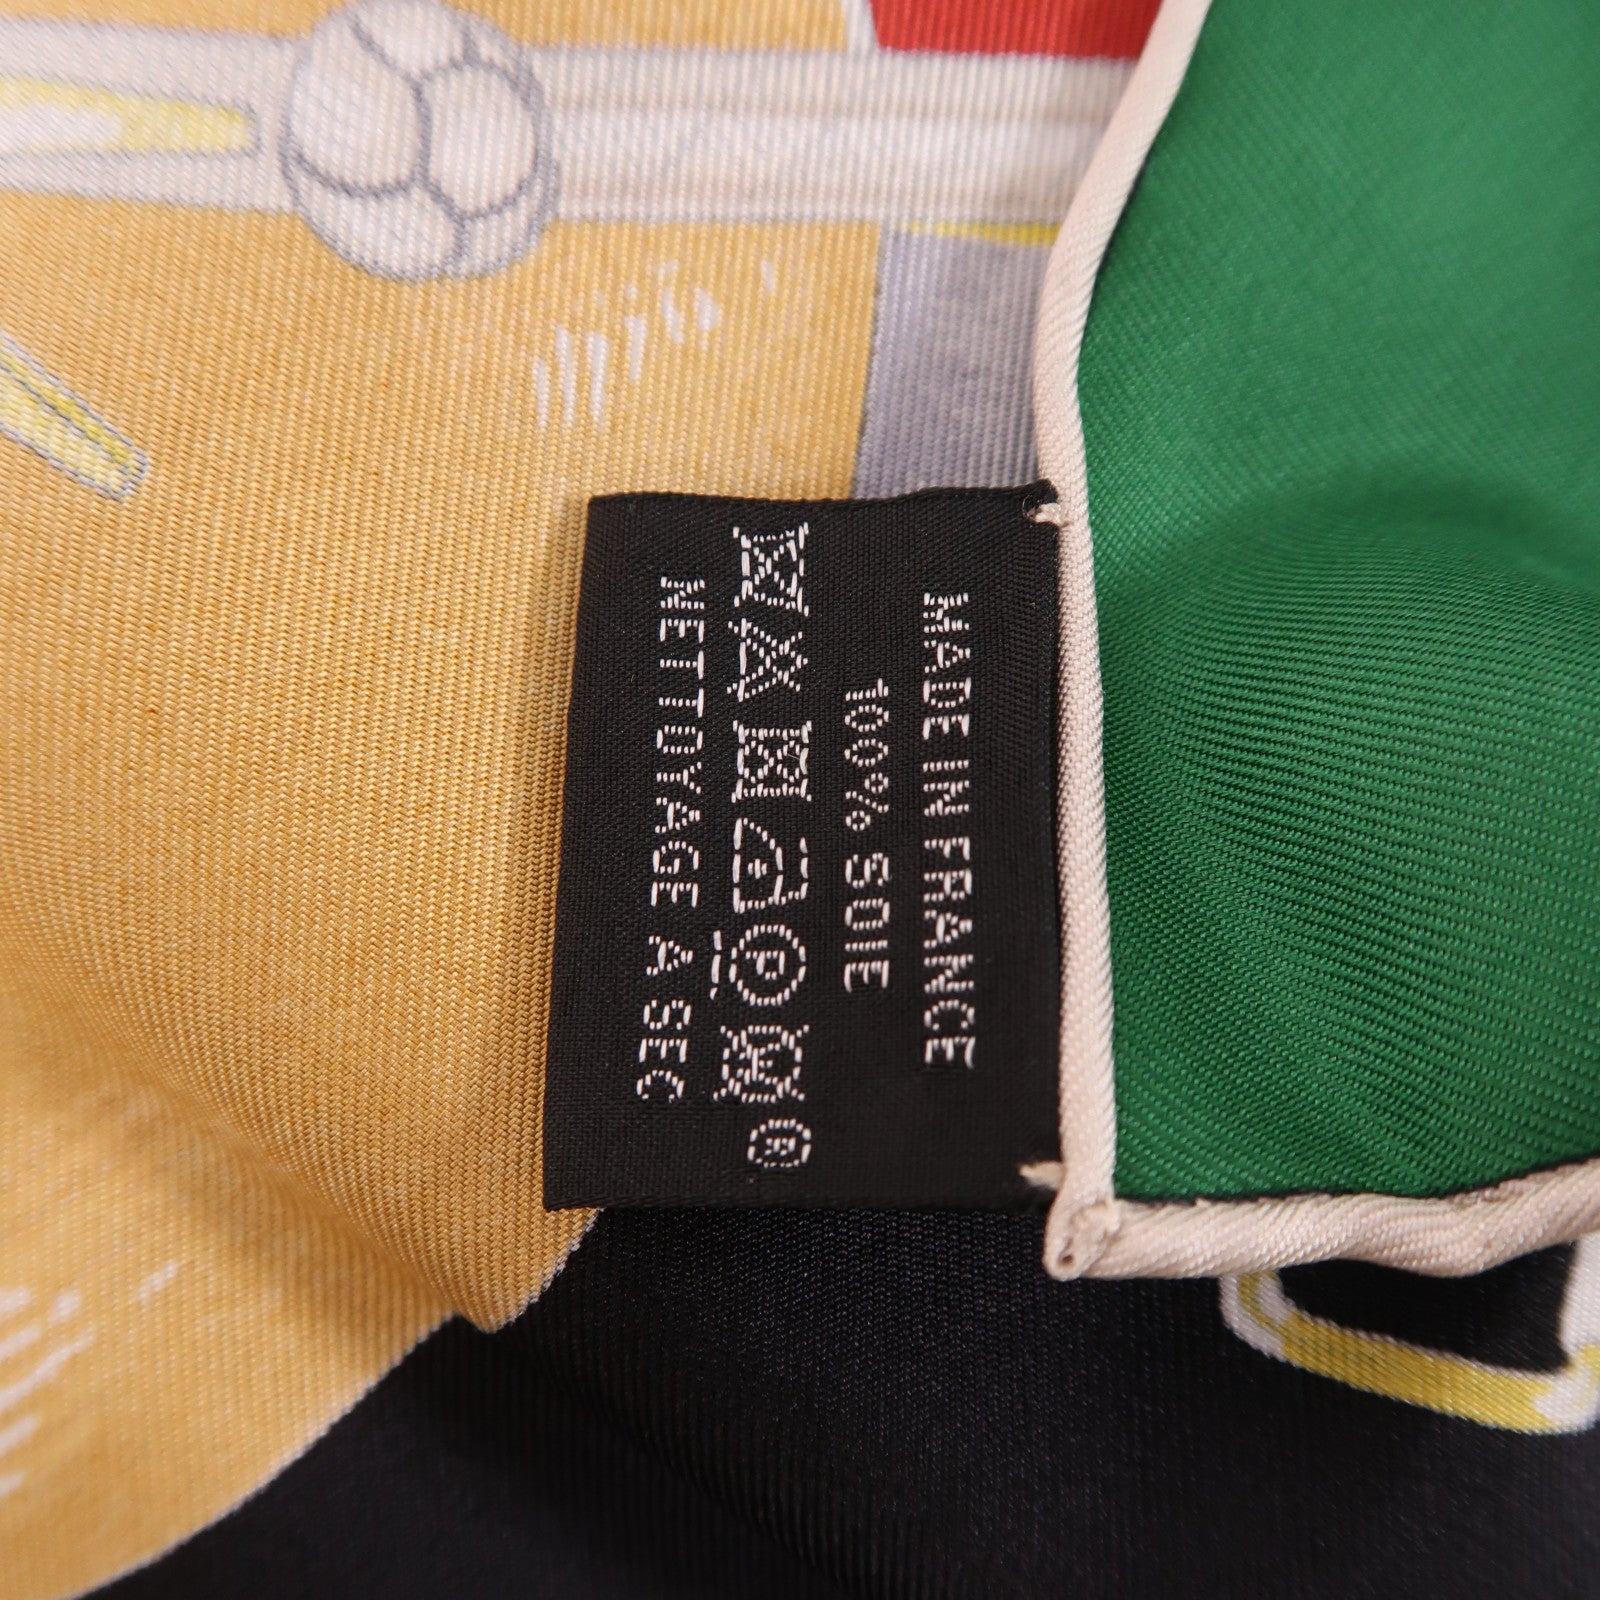 MADE IN FRANCE
100% SOIE
P ®
NETTOYAGE A SEC